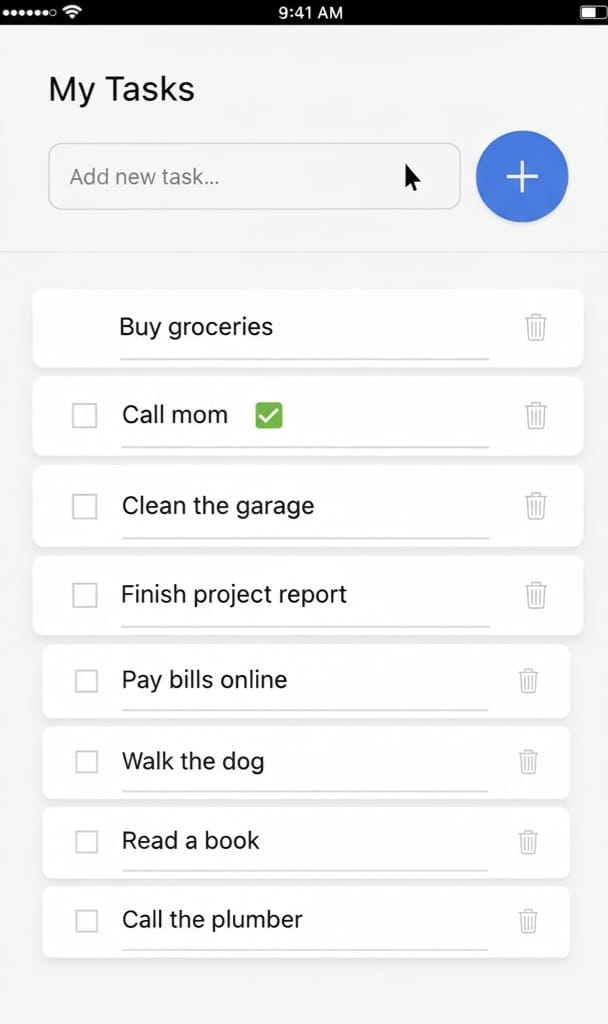 9:41 AM
My Tasks
Add new task...
Buy groceries
Call mom ✅
Clean the garage
Finish project report
Pay bills online
Walk the dog
Read a book
Call the plumber